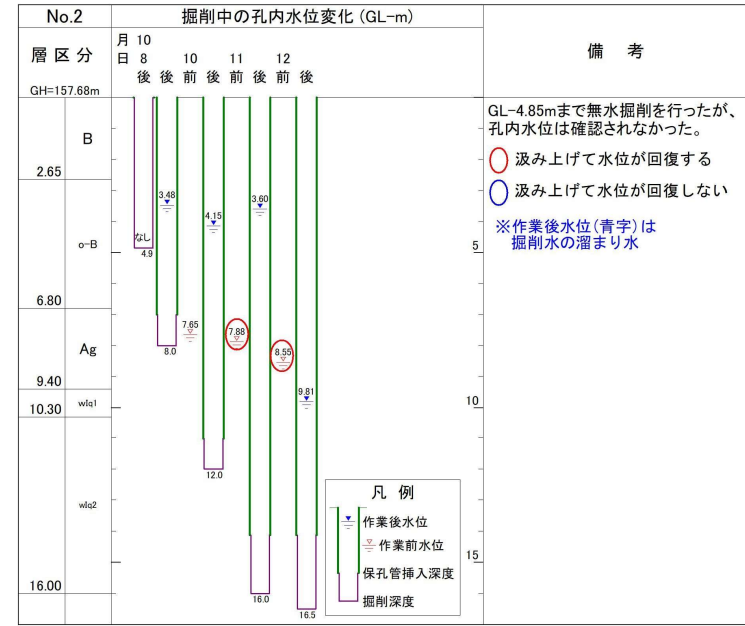 No.2
掘削中の孔内水位変化 (GL-m)
層区分
月 10
日 8 10 11 12
後 後 前 後 前 後 前 後
備 考
GH=157.68m
B
2.65
o-B
6.80
Ag
9.40
wlq1
10.30
wlq2
16.00
なし
4.9
3.48
8.0
7.65
4.15
12.0
7.88
3.60
16.0
8.55
9.81
16.5
5
10
15
凡 例
作業後水位
作業前水位
保孔管挿入深度
掘削深度
GL-4.85mまで無水掘削を行ったが、
孔内水位は確認されなかった。
汲み上げて水位が回復する
汲み上げて水位が回復しない
※作業後水位(青字)は
掘削水の溜まり水